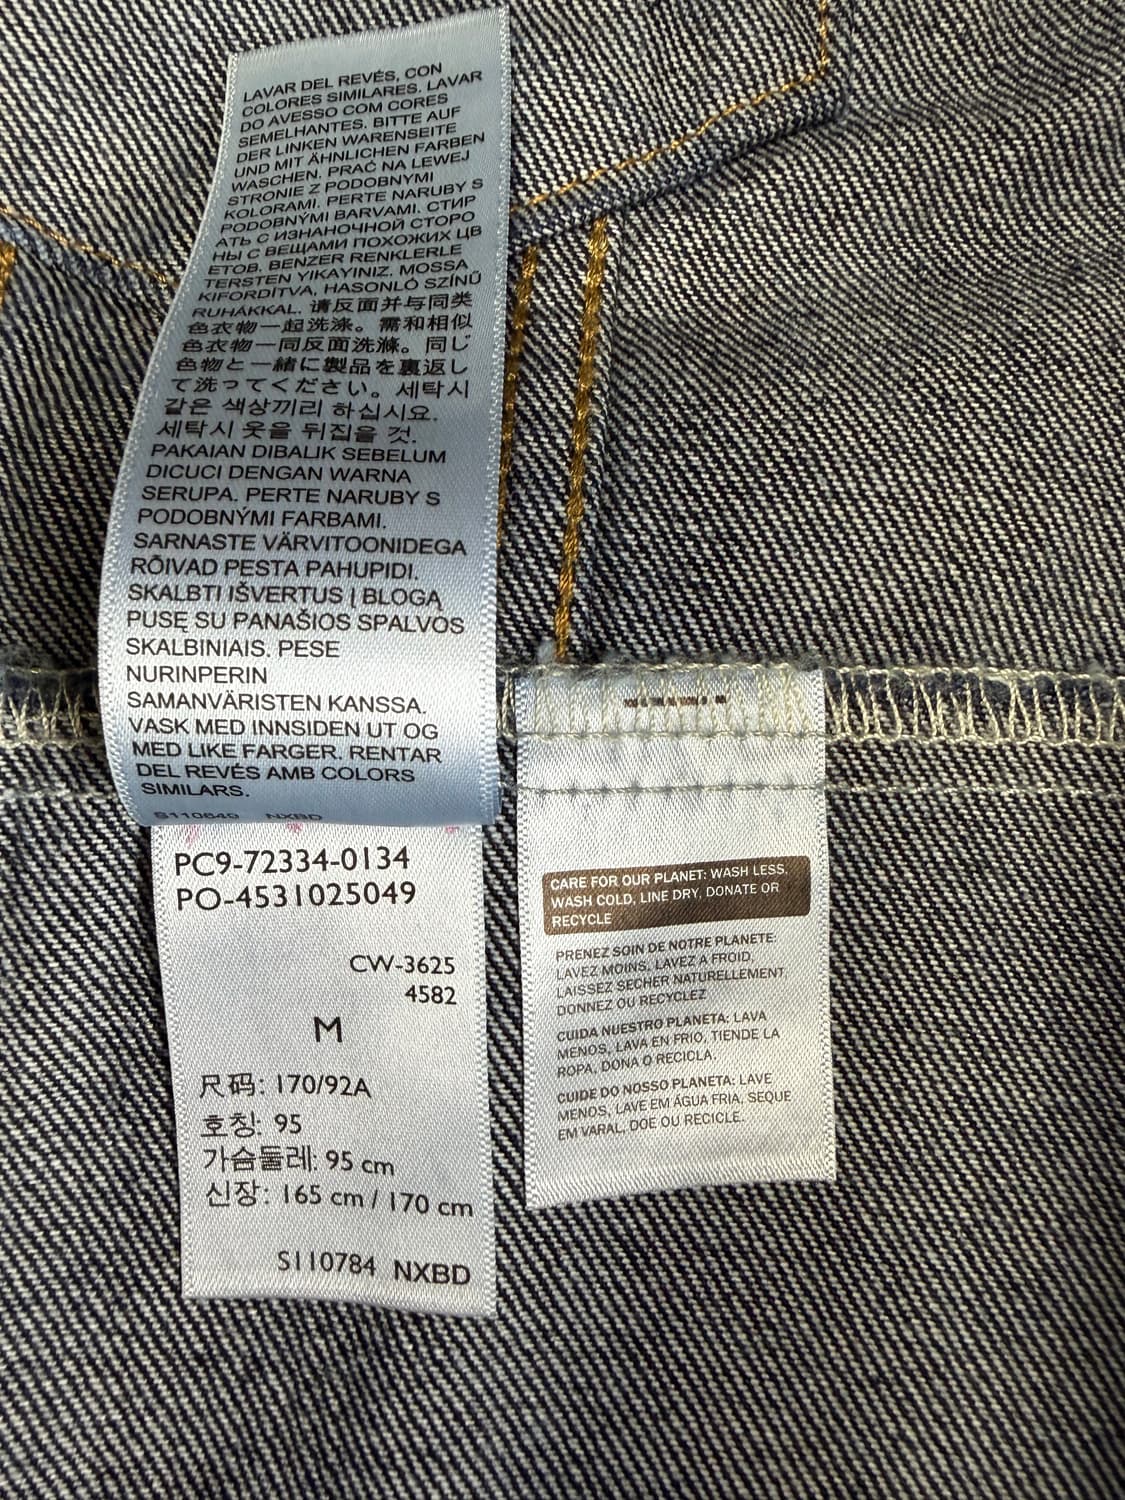 LAVAR DEL REVÉS, CON
COLORES SIMILARES. LAVAR
DO AVESSO COM CORES
SEMELHANTES. BITTE AUF
DER LINKEN WARENSEITE
UND MIT ÄHNLICHEN FARBEN
WASCHEN. PRAĆ NA LEWEJ
STRONIE Z PODOBNYMI
KOLORAMI. PERTE NARUBY S
PODOBNÝMI BARVAMI. СТИР
АТЬ С ИЗНАНОЧНОЙ СТОРО
НЫ С ВЕЩАМИ ПОХОЖИХ ЦВ
ЕТОВ. BENZER RENKLERLE
TERSTEN YIKAYINIZ. MOSSA
KIFORDÍTVA, HASONLÓ SZÍNŰ
RUHÁKKAL. 请反面并与同类
色衣物一起洗涤。需和相似
色衣物一同反面洗滌。同じ
色物と一緒に製品を裏返し
て洗ってください。세탁시
같은 색상끼리 하십시요.
세탁시 옷을 뒤집을 것.
PAKAIAN DIBALIK SEBELUM
DICUCI DENGAN WARNA
SERUPA. PERTE NARUBY S
PODOBNÝMI FARBAMI.
SARNASTE VÄRVITOONIDEGA
RÕIVAD PESTA PAHUPIDI.
SKALBTI IŠVERTUS Į BLOGĄ
PUSĘ SU PANAŠIOS SPALVOS
SKALBINIAIS. PESE
NURINPERIN
SAMANVÄRISTEN KANSSA.
VASK MED INNSIDEN UT OG
MED LIKE FARGER. RENTAR
DEL REVÉS AMB COLORS
SIMILARS.
S110640 NXBD
PC9-72334-0134
PO-4531025049
CW-3625
4582
M
尺码: 170/92A
호칭: 95
가슴둘레: 95 cm
신장: 165 cm / 170 cm
S110784 NXBD
CARE FOR OUR PLANET: WASH LESS,
WASH COLD, LINE DRY, DONATE OR
RECYCLE
PRENEZ SOIN DE NOTRE PLANETE:
LAVEZ MOINS, LAVEZ A FROID,
LAISSEZ SECHER NATURELLEMENT,
DONNEZ OU RECYCLEZ
CUIDA NUESTRO PLANETA: LAVA
MENOS, LAVA EN FRIO, TIENDE LA
ROPA, DONA O RECICLA.
CUIDE DO NOSSO PLANETA: LAVE
MENOS, LAVE EM ÁGUA FRIA, SEQUE
EM VARAL, DOE OU RECICLE.